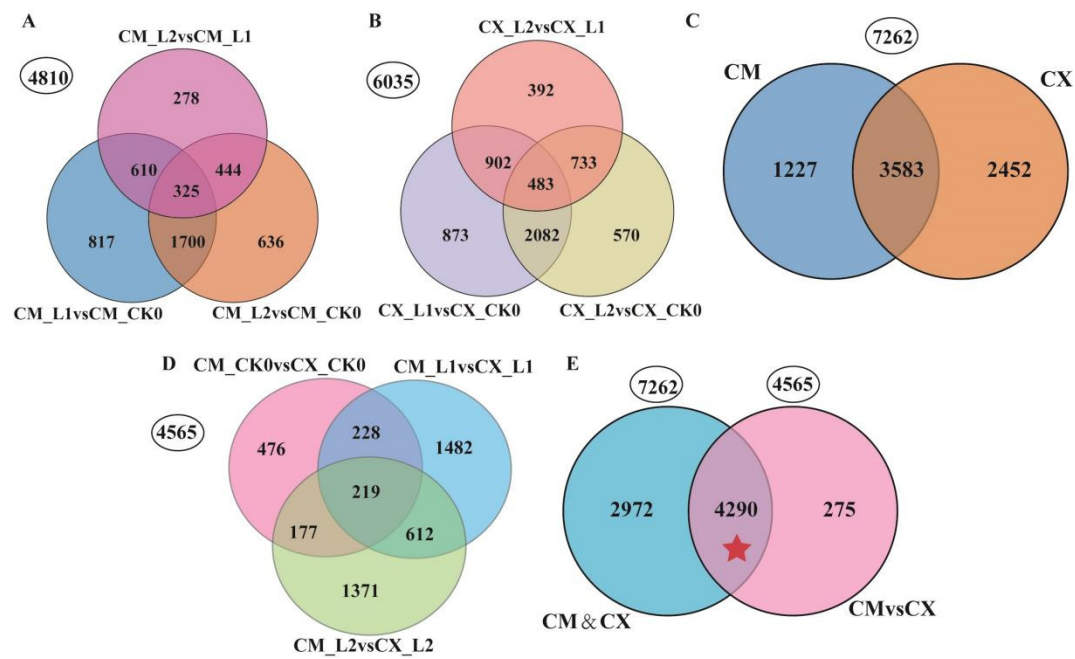 A
CM_L2vsCM_L1
4810
278
610
444
325
817
1700
636
CM_L1vsCM_CK0
CM_L2vsCM_CK0
B
CX_L2vsCX_L1
6035
392
902
733
483
873
2082
570
CX_L1vsCX_CK0
CX_L2vsCX_CK0
C
7262
CM
CX
1227
3583
2452
D
CM_CK0vsCX_CK0
CM_L1vsCX_L1
4565
476
228
1482
219
177
612
1371
CM_L2vsCX_L2
E
7262
4565
2972
4290
275
CM&CX
CMvsCX